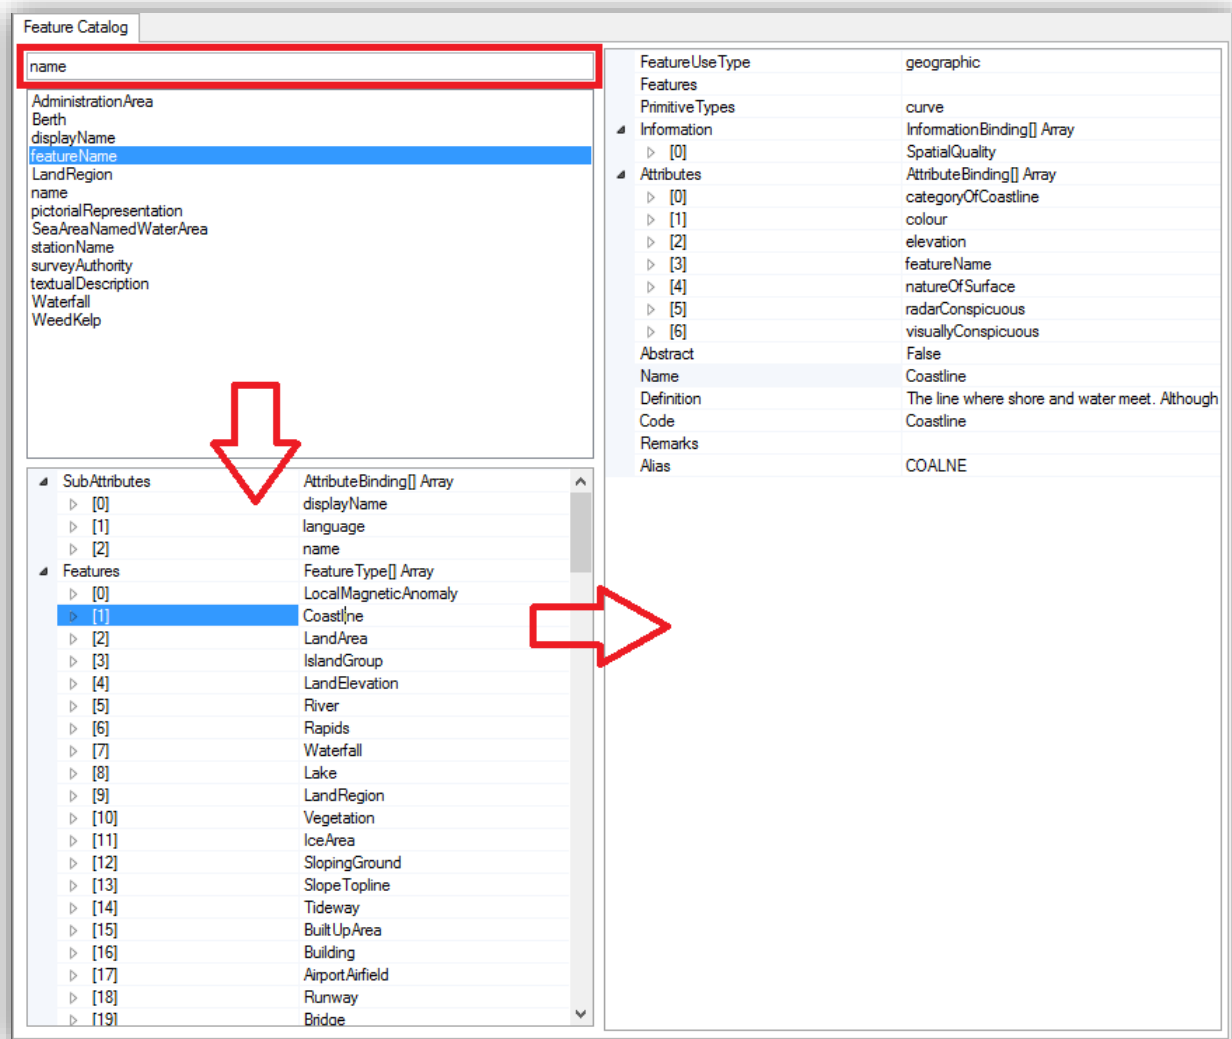 Feature Catalog
name
AdministrationArea
Berth
displayName
featureName
LandRegion
name
pictorialRepresentation
SeaAreaNamedWaterArea
stationName
surveyAuthority
textualDescription
Waterfall
WeedKelp
SubAttributes AttributeBinding[] Array
[0] displayName
[1] language
[2] name
Features FeatureType[] Array
[0] LocalMagneticAnomaly
[1] Coastline
[2] LandArea
[3] IslandGroup
[4] LandElevation
[5] River
[6] Rapids
[7] Waterfall
[8] Lake
[9] LandRegion
[10] Vegetation
[11] IceArea
[12] SlopingGround
[13] SlopeTopline
[14] Tideway
[15] BuiltUpArea
[16] Building
[17] AirportAirfield
[18] Runway
[19] Bridge
FeatureUseType geographic
Features
PrimitiveTypes curve
Information InformationBinding[] Array
[0] SpatialQuality
Attributes AttributeBinding[] Array
[0] categoryOfCoastline
[1] colour
[2] elevation
[3] featureName
[4] natureOfSurface
[5] radarConspicuous
[6] visuallyConspicuous
Abstract False
Name Coastline
Definition The line where shore and water meet. Although
Code Coastline
Remarks
Alias COALNE